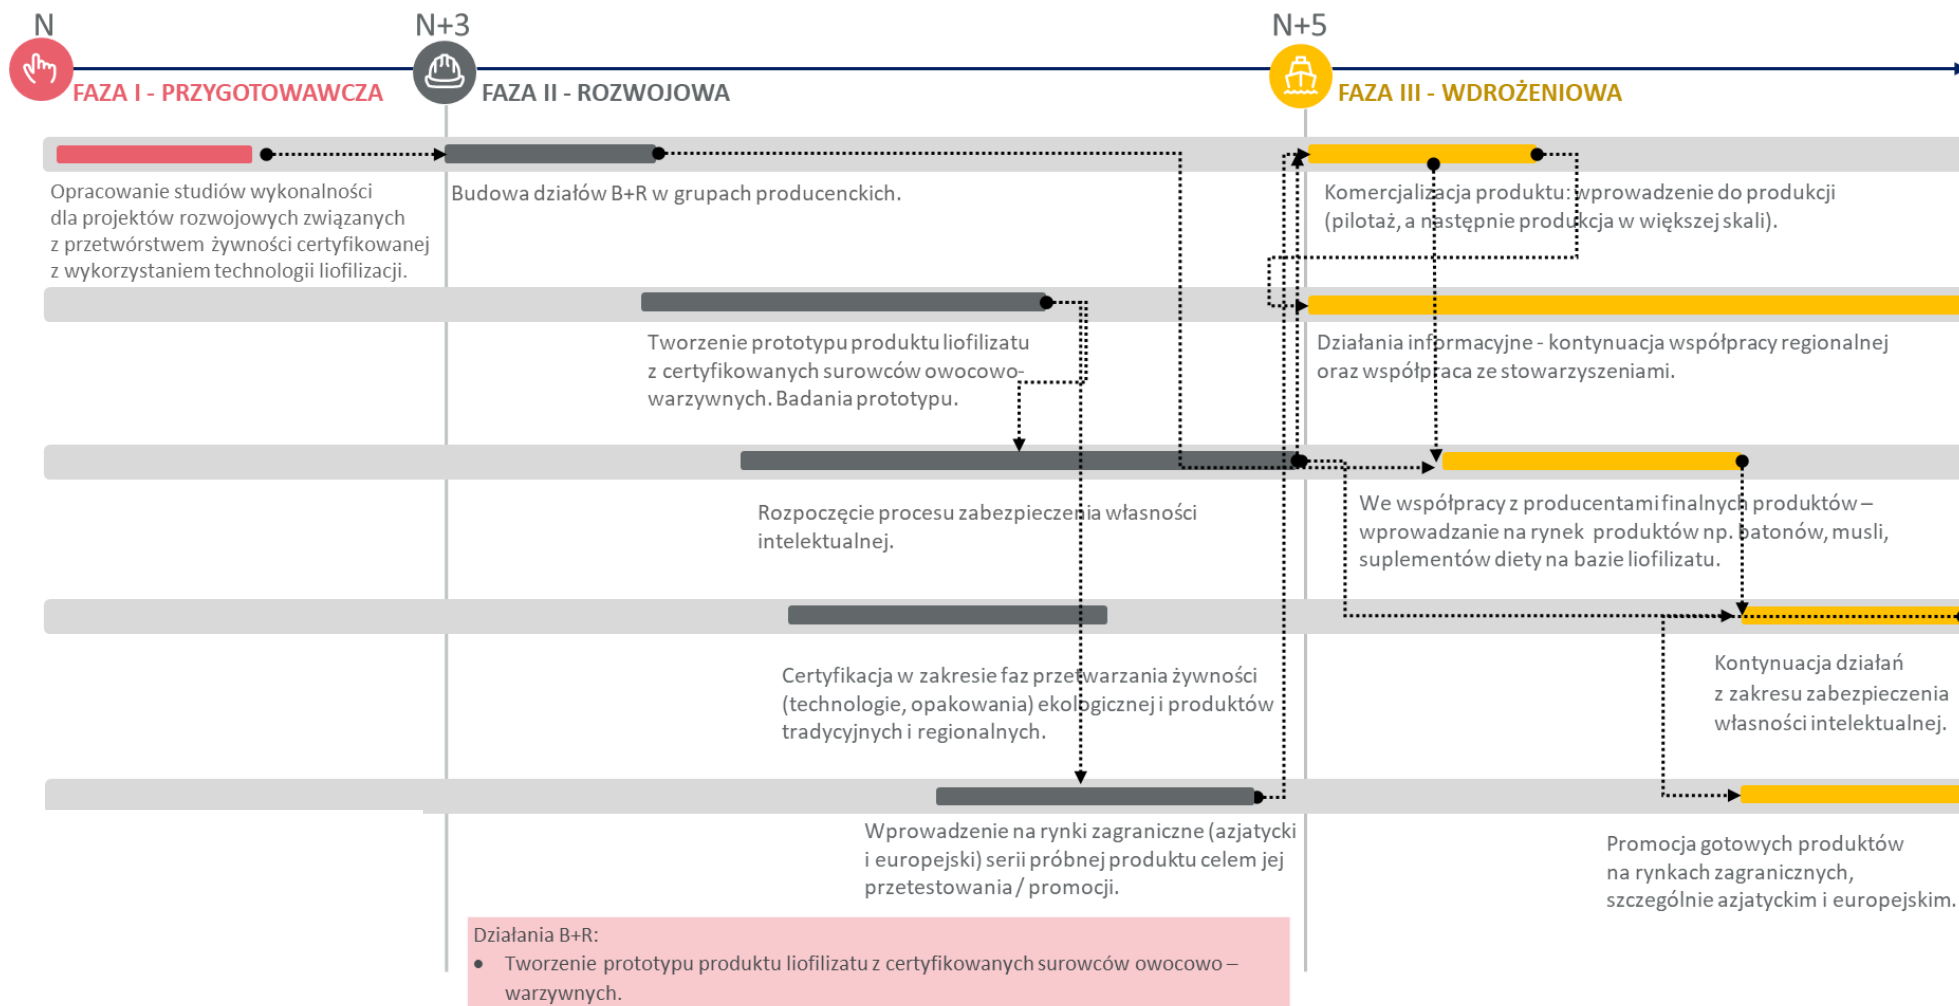 N
N+3
N+5
FAZA I - PRZYGOTOWAWCZA
FAZA II - ROZWOJOWA
FAZA III - WDROŻENIOWA
Opracowanie studiów wykonalności
dla projektów rozwojowych związanych
z przetwórstwem żywności certyfikowanej
z wykorzystaniem technologii liofilizacji.
Budowa działów B+R w grupach producenckich.
Komercjalizacja produktu: wprowadzenie do produkcji
(pilotaż, a następnie produkcja w większej skali).
Tworzenie prototypu produktu liofilizatu
z certyfikowanych surowców owocowo-
warzywnych. Badania prototypu.
Działania informacyjne - kontynuacja współpracy regionalnej
oraz współpraca ze stowarzyszeniami.
Rozpoczęcie procesu zabezpieczenia własności
intelektualnej.
We współpracy z producentami finalnych produktów –
wprowadzanie na rynek produktów np. batonów, musli,
suplementów diety na bazie liofilizatu.
Certyfikacja w zakresie faz przetwarzania żywności
(technologie, opakowania) ekologicznej i produktów
tradycyjnych i regionalnych.
Kontynuacja działań
z zakresu zabezpieczenia
własności intelektualnej.
Wprowadzenie na rynki zagraniczne (azjatycki
i europejski) serii próbnej produktu celem jej
przetestowania / promocji.
Promocja gotowych produktów
na rynkach zagranicznych,
szczególnie azjatyckim i europejskim.
Działania B+R:
• Tworzenie prototypu produktu liofilizatu z certyfikowanych surowców owocowo –
warzywnych.